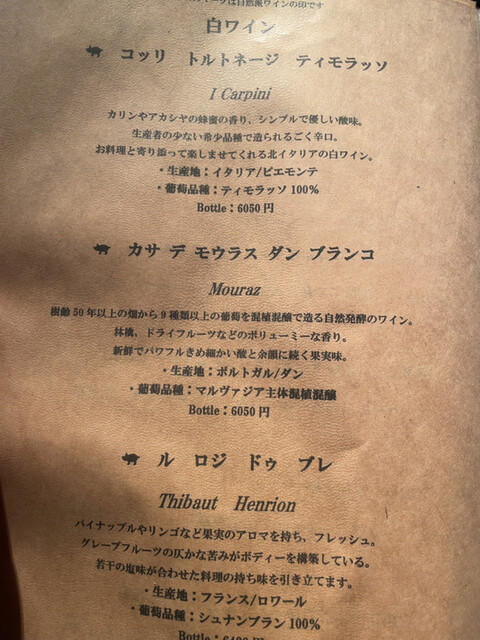 は自然派ワインの印です
白ワイン
コッリ トルトネージ ティモラッソ
I Carpini
カリンやアカシヤの蜂蜜の香り、シンプルで優しい酸味。
生産者の少ない希少品種で造られるごく辛口。
お料理と寄り添って楽しませてくれる北イタリアの白ワイン。
・生産地：イタリア/ピエモンテ
・葡萄品種：ティモラッソ 100%
Bottle：6050 円
カサ デ モウラス ダン ブランコ
Mouraz
樹齢 50 年以上の畑から 9 種類以上の葡萄を混植混醸で造る自然発酵のワイン。
林檎、ドライフルーツなどのボリューミーな香り。
新鮮でパワフルきめ細かい酸と余韻に続く果実味。
・生産地：ポルトガル/ダン
・葡萄品種：マルヴァジア主体混植混醸
Bottle：6050 円
ル ロジ ドゥ ブレ
Thibaut Henrion
パイナップルやリンゴなど果実のアロマを持ち、フレッシュ。
グレープフルーツの仄かな苦みがボディーを構築している。
若干の塩味が合わせた料理の持ち味を引き立てます。
・生産地：フランス/ロワール
・葡萄品種：シュナンブラン 100%
Bottle：